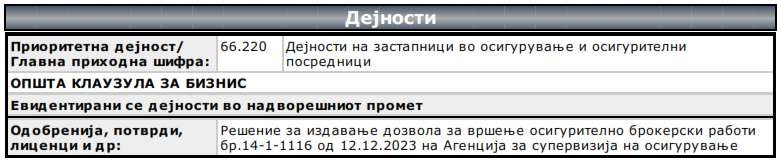 Дејности
Приоритетна дејност/ 66.220 Дејности на застапници во осигурување и осигурителни
Главна приходна шифра: посредници
ОПШТА КЛАУЗУЛА ЗА БИЗНИС
Евидентирани се дејности во надворешниот промет
Одобренија, потврди, Решение за издавање дозвола за вршење осигурително брокерски работи
лиценци и др: бр.14-1-1116 од 12.12.2023 на Агенција за супервизија на осигурување